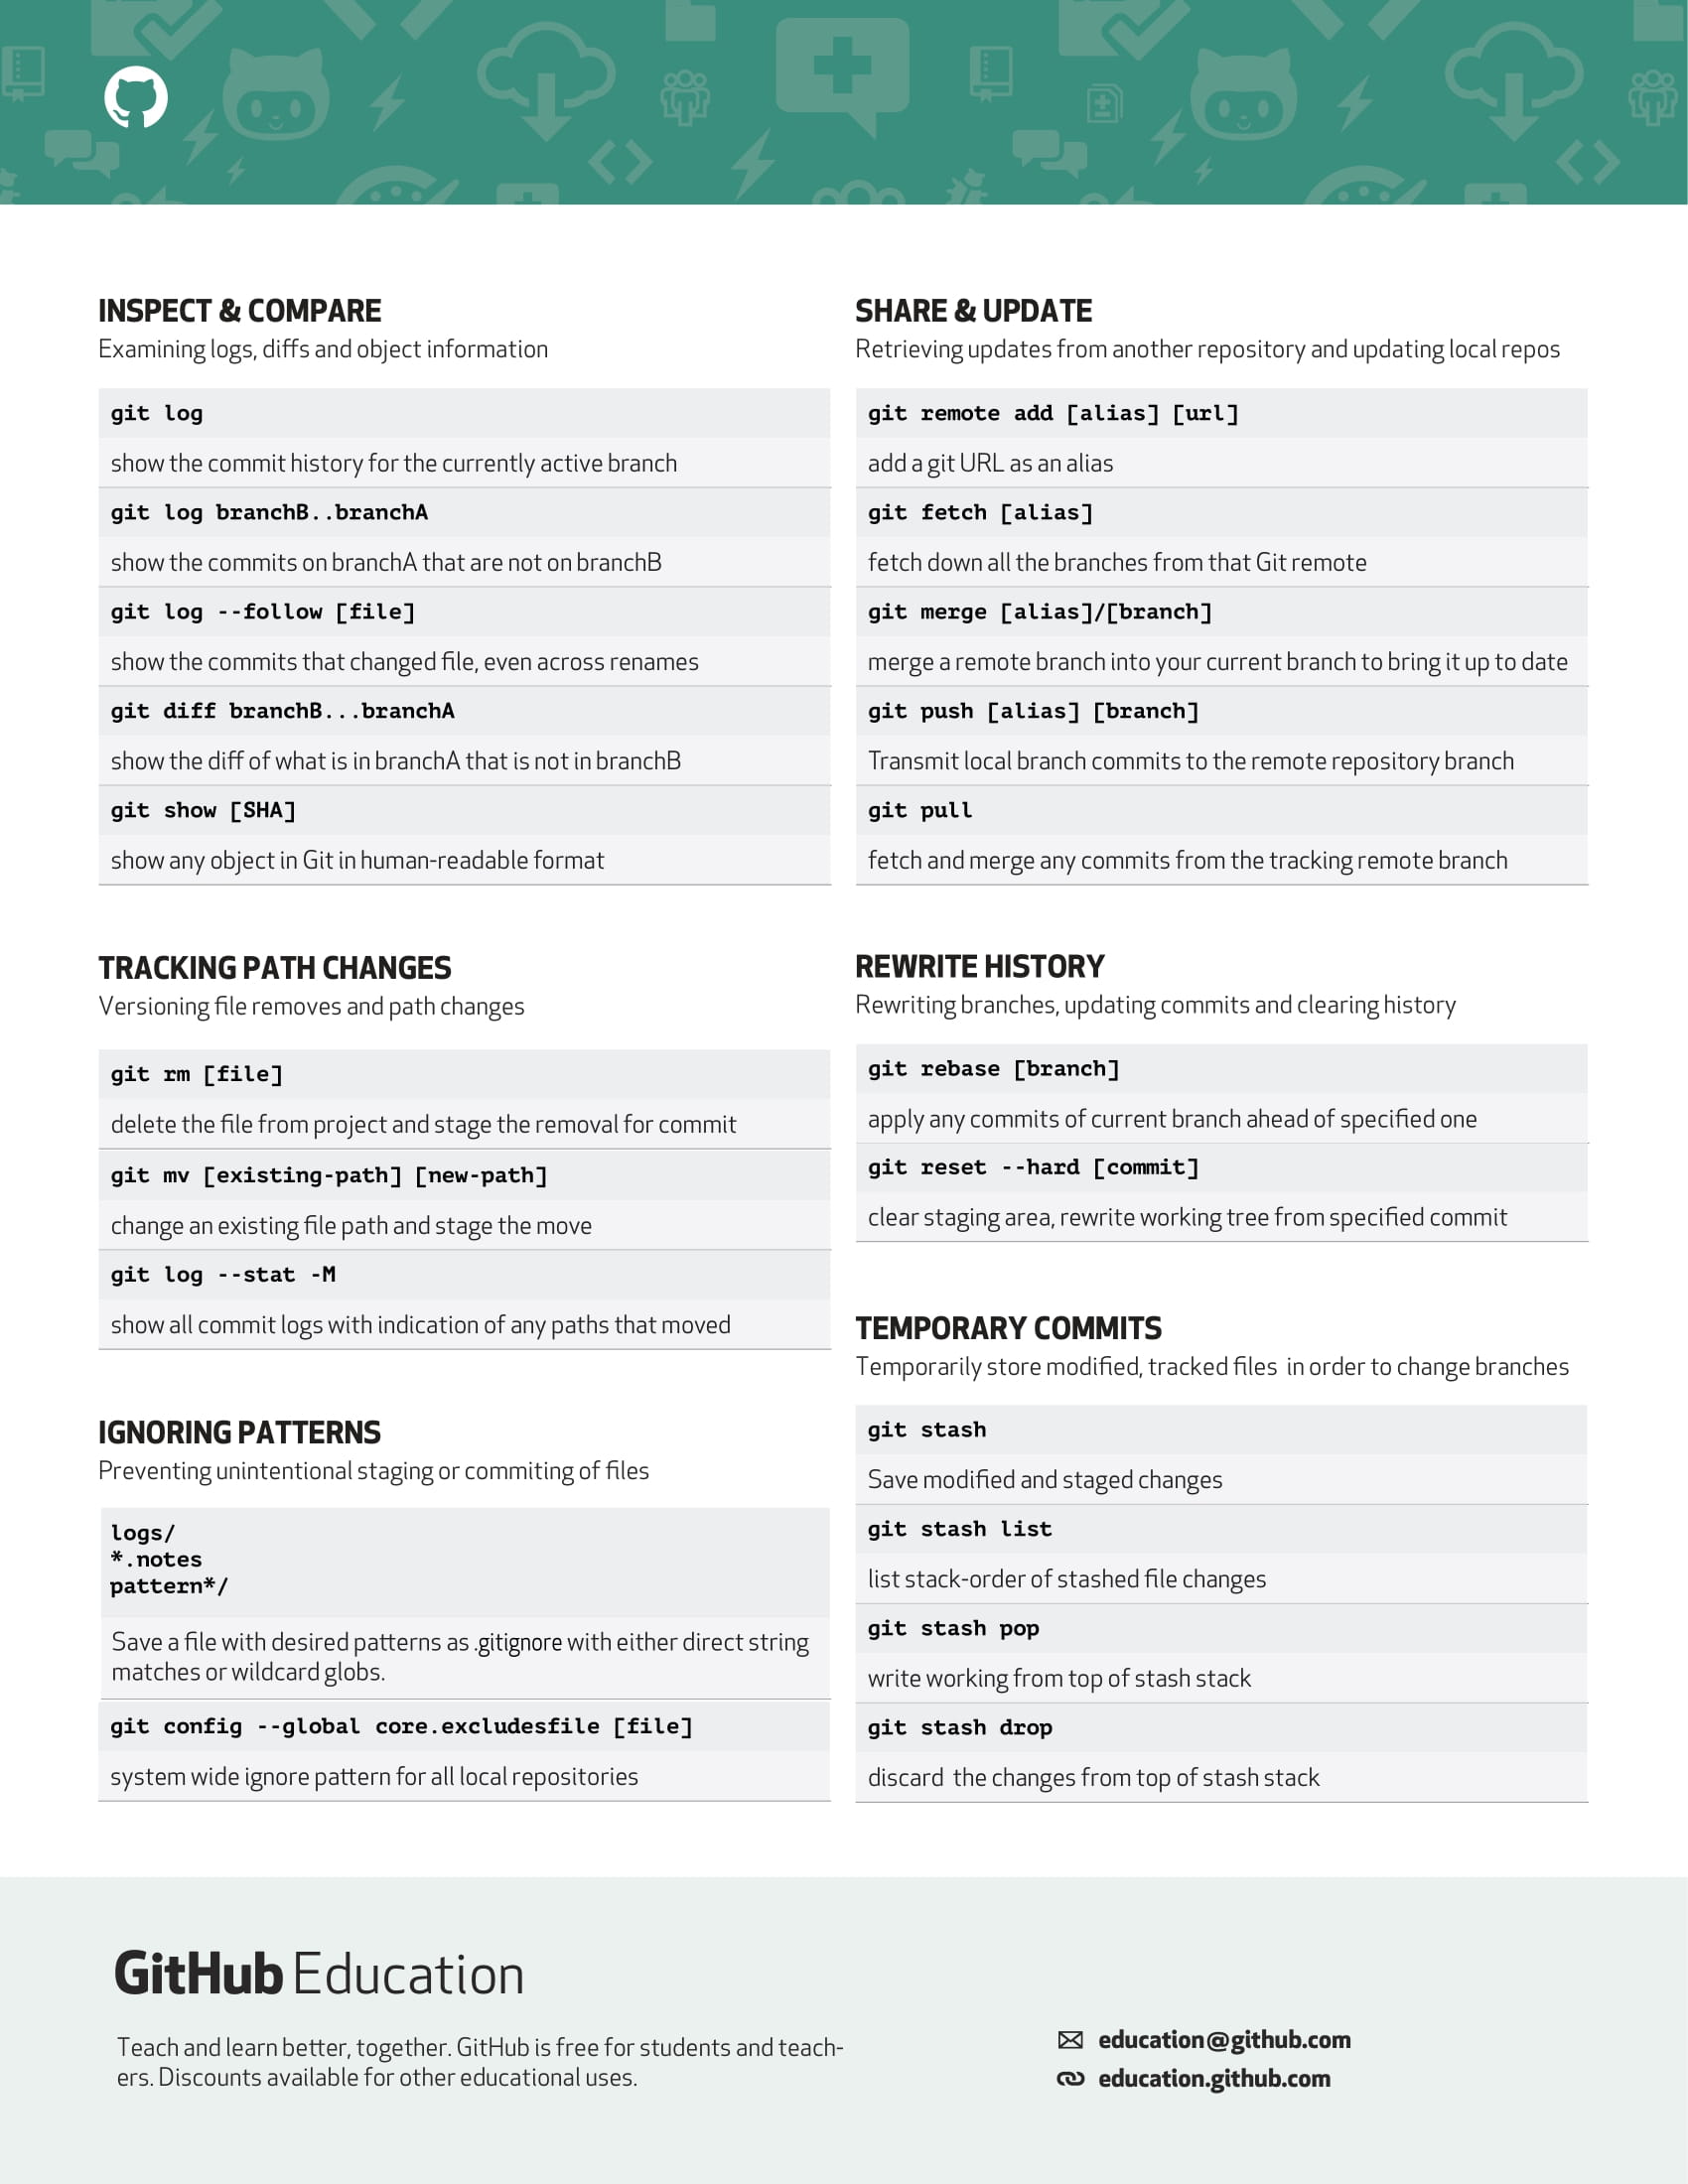 INSPECT & COMPARE
Examining logs, diffs and object information
git log
show the commit history for the currently active branch
git log branchB..branchA
show the commits on branchA that are not on branchB
git log --follow [file]
show the commits that changed file, even across renames
git diff branchB...branchA
show the diff of what is in branchA that is not in branchB
git show [SHA]
show any object in Git in human-readable format
TRACKING PATH CHANGES
Versioning file removes and path changes
git rm [file]
delete the file from project and stage the removal for commit
git mv [existing-path] [new-path]
change an existing file path and stage the move
git log --stat -M
show all commit logs with indication of any paths that moved
IGNORING PATTERNS
Preventing unintentional staging or commiting of files
logs/
*.notes
pattern*/
Save a file with desired patterns as .gitignore with either direct string
matches or wildcard globs.
git config --global core.excludesfile [file]
system wide ignore pattern for all local repositories
SHARE & UPDATE
Retrieving updates from another repository and updating local repos
git remote add [alias] [url]
add a git URL as an alias
git fetch [alias]
fetch down all the branches from that Git remote
git merge [alias]/[branch]
merge a remote branch into your current branch to bring it up to date
git push [alias] [branch]
Transmit local branch commits to the remote repository branch
git pull
fetch and merge any commits from the tracking remote branch
REWRITE HISTORY
Rewriting branches, updating commits and clearing history
git rebase [branch]
apply any commits of current branch ahead of specified one
git reset --hard [commit]
clear staging area, rewrite working tree from specified commit
TEMPORARY COMMITS
Temporarily store modified, tracked files in order to change branches
git stash
Save modified and staged changes
git stash list
list stack-order of stashed file changes
git stash pop
write working from top of stash stack
git stash drop
discard the changes from top of stash stack
GitHub Education
Teach and learn better, together. GitHub is free for students and teach-
ers. Discounts available for other educational uses.
education@github.com
education.github.com